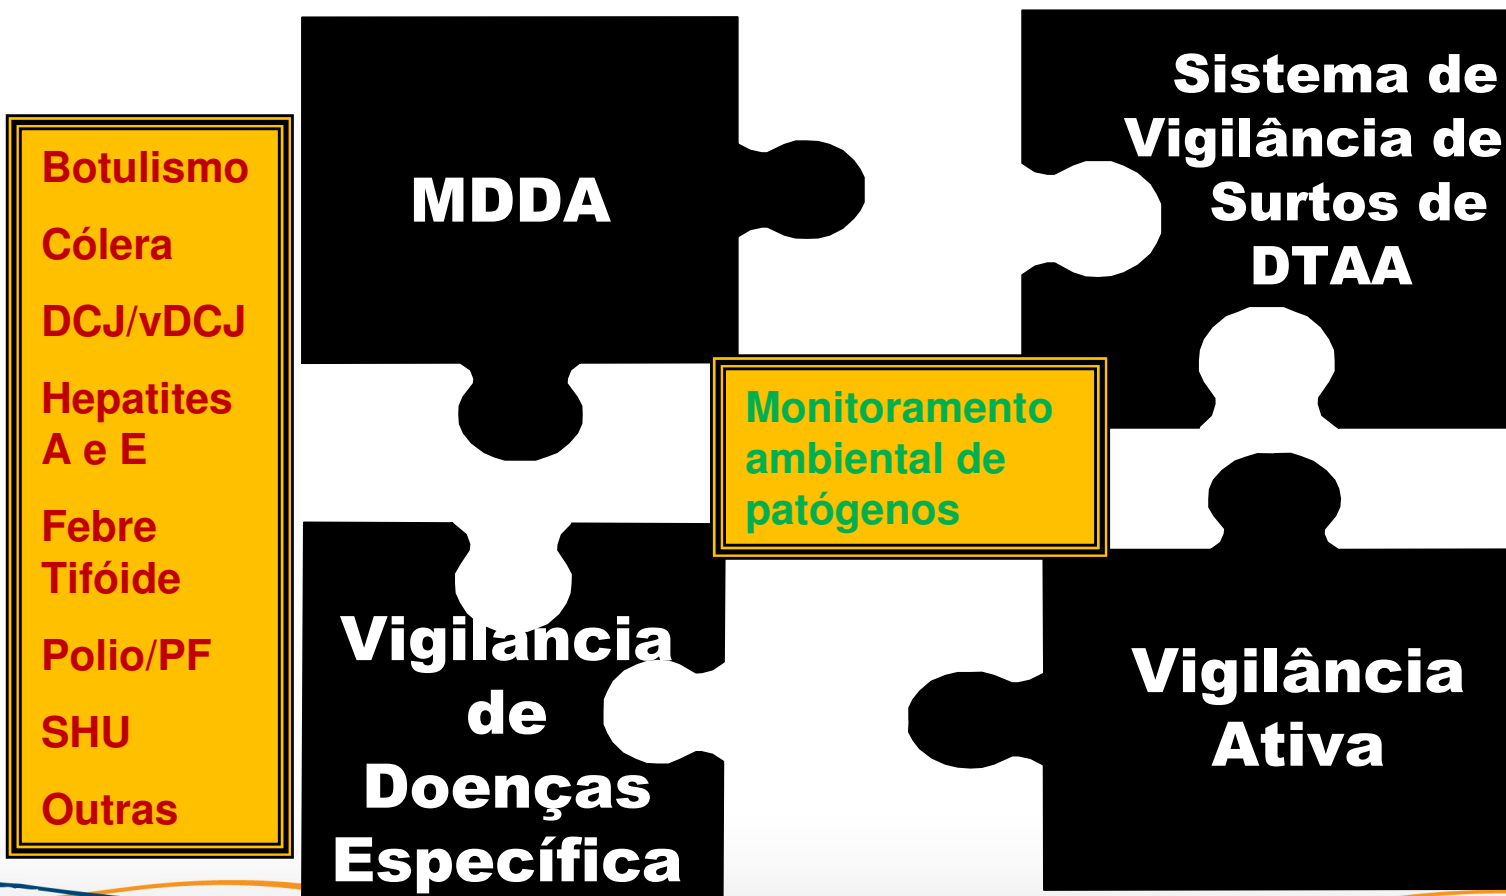 Botulismo
Cólera
DCJ/vDCJ
Hepatites
A e E
Febre
Tifóide
Polio/PF
SHU
Outras
MDDA
Sistema de
Vigilância de
Surtos de
DTAA
Monitoramento
ambiental de
patógenos
Vigilância
de
Doenças
Específica
Vigilância
Ativa